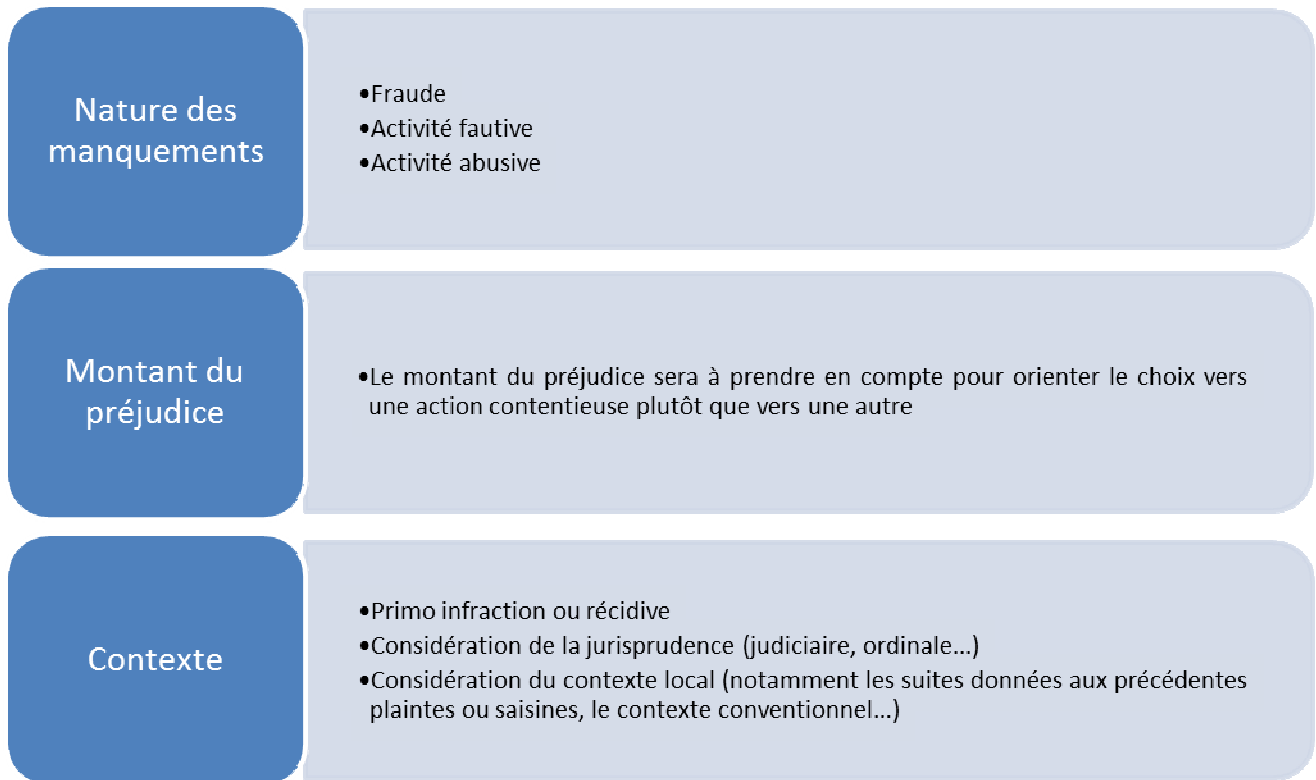 Nature des
manquements
•Fraude
•Activité fautive
•Activité abusive
Montant du
préjudice
•Le montant du préjudice sera à prendre en compte pour orienter le choix vers
une action contentieuse plutôt que vers une autre
Contexte
•Primo infraction ou récidive
•Considération de la jurisprudence (judiciaire, ordinale...)
•Considération du contexte local (notamment les suites données aux précédentes
plaintes ou saisines, le contexte conventionnel...)